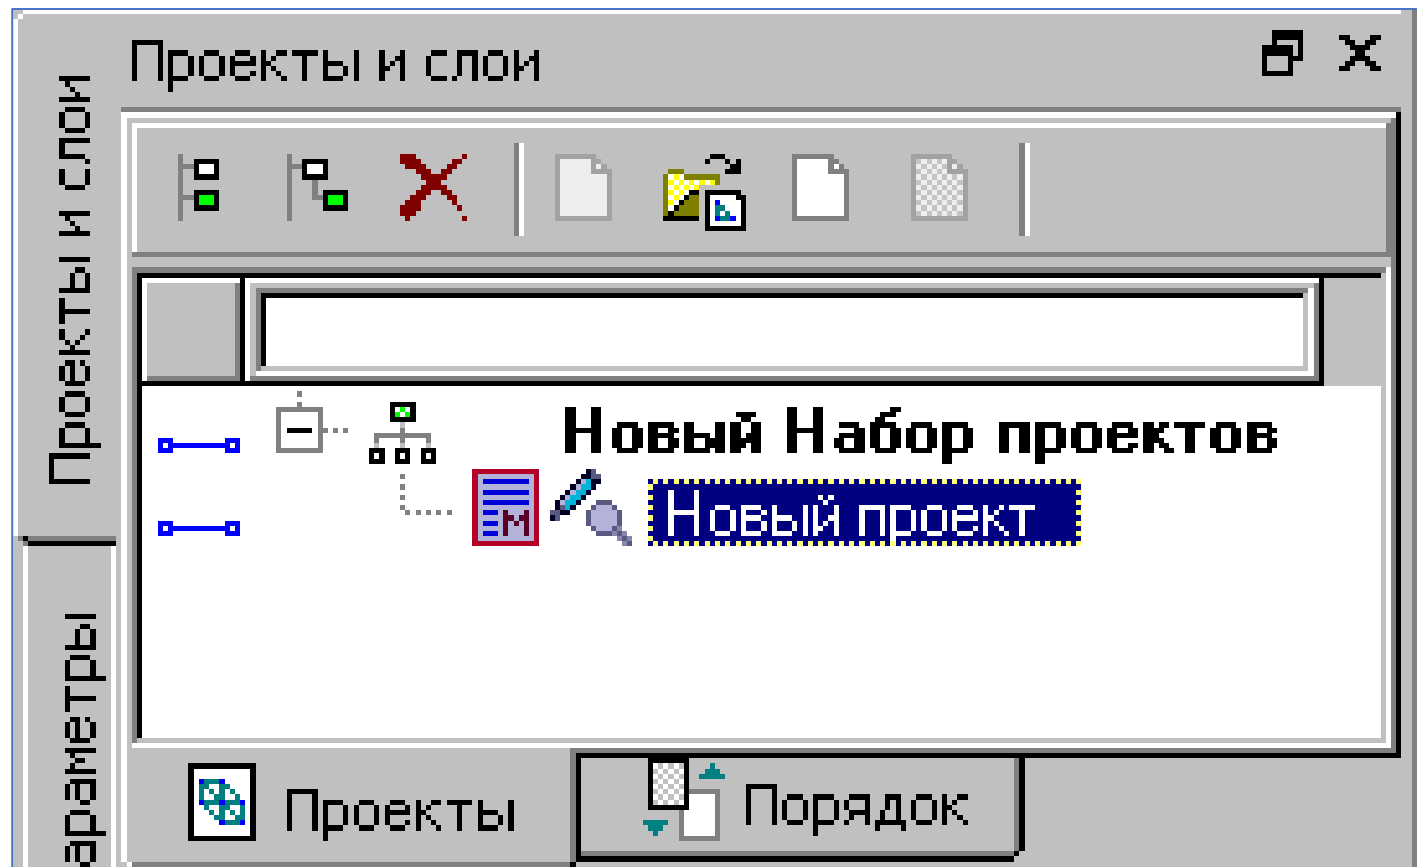 Проекты и слои
Проекты и слои
Новый Набор проектов
М
Новый проект
араметры
Проекты
Порядок